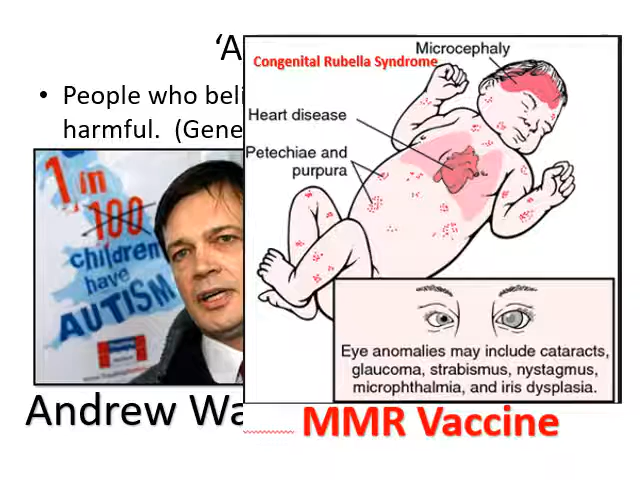 ‘A
• People who beli
harmful. (Gene
Congenital Rubella Syndrome
Microcephaly
Heart disease
Petechiae and
purpura
1 in
100
children
have
AUTISM
Eye anomalies may include cataracts,
glaucoma, strabismus, nystagmus,
microphthalmia, and iris dysplasia.
Andrew Wa
MMR Vaccine